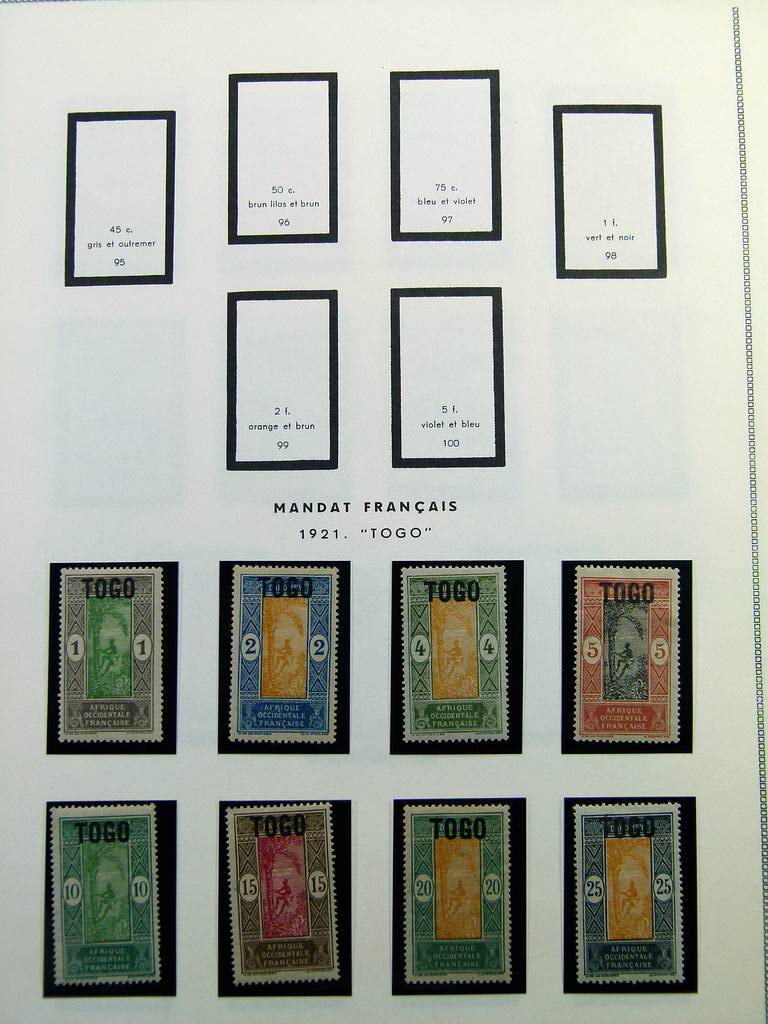 50 c.
brun lilas et brun
96
75 c.
bleu et violet
97
45 c.
gris et outremer
95
1 f.
vert et noir
98
2 f.
orange et brun
99
5 f.
violet et bleu
100
MANDAT FRANÇAIS
1921. "TOGO"
TOGO
1 1
AFRIQUE
OCCIDENTALE
FRANÇAISE
TOGO
2 2
AFRIQUE
OCCIDENTALE
FRANÇAISE
TOGO
4 4
AFRIQUE
OCCIDENTALE
FRANÇAISE
TOGO
5 5
AFRIQUE
OCCIDENTALE
FRANÇAISE
TOGO
10 10
AFRIQUE
OCCIDENTALE
FRANÇAISE
TOGO
15 15
AFRIQUE
OCCIDENTALE
FRANÇAISE
TOGO
20 20
AFRIQUE
OCCIDENTALE
FRANÇAISE
TOGO
25 25
AFRIQUE
OCCIDENTALE
FRANÇAISE